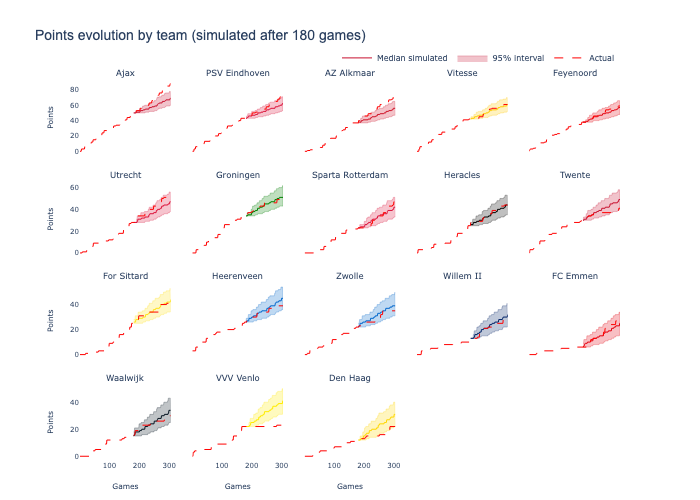 Points evolution by team (simulated after 180 games)
Median simulated 95% interval Actual
Ajax PSV Eindhoven AZ Alkmaar Vitesse Feyenoord
Points
80
60
40
20
0
Utrecht Groningen Sparta Rotterdam Heracles Twente
Points
60
40
20
0
For Sittard Heerenveen Zwolle Willem II FC Emmen
Points
40
20
0
Waalwijk VVV Venlo Den Haag
Points
40
20
0
100 200 300 100 200 300 100 200 300
Games Games Games